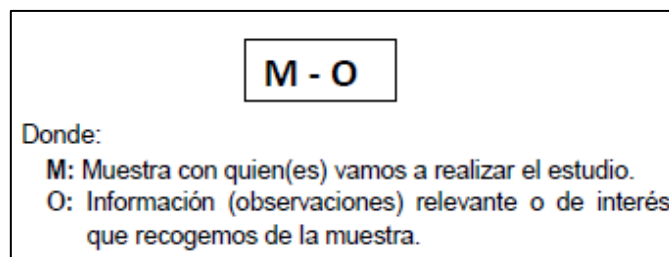 M - O
Donde:
M: Muestra con quien(es) vamos a realizar el estudio.
O: Información (observaciones) relevante o de interés
que recogemos de la muestra.